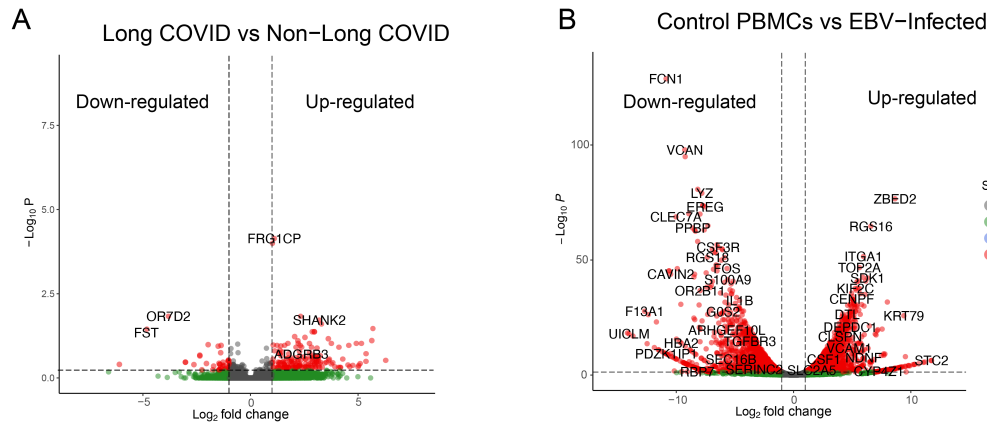 A
Long COVID vs Non−Long COVID
Down-regulated
Up-regulated
7.5
5.0
2.5
0.0
−Log10 P
FRG1CP
OR7D2
FST
SHANK2
ADGRB3
−5
0
5
Log2 fold change
B
Control PBMCs vs EBV−Infected
Down-regulated
Up-regulated
100
50
0
−Log10 P
FCN1
VCAN
LYZ
EREG
CLEC7A
PPBP
CSF3R
RGS18
FOS
CAVIN2
S100A9
OR2B11
IL1B
F13A1
G0S2
ARHGEF10L
UICLM
HBA2
TGFBR3
PDZK1IP1
SEC16B
RBP7
SERINC2
SLC2A5
ZBED2
RGS16
ITGA1
TOP2A
SDK1
KIF2C
CENPF
DTL
KRT79
DEPDC1
CLSPN
VCAM1
CSF1
NDNF
STC2
CYP4Z1
−10
0
10
Log2 fold change
S